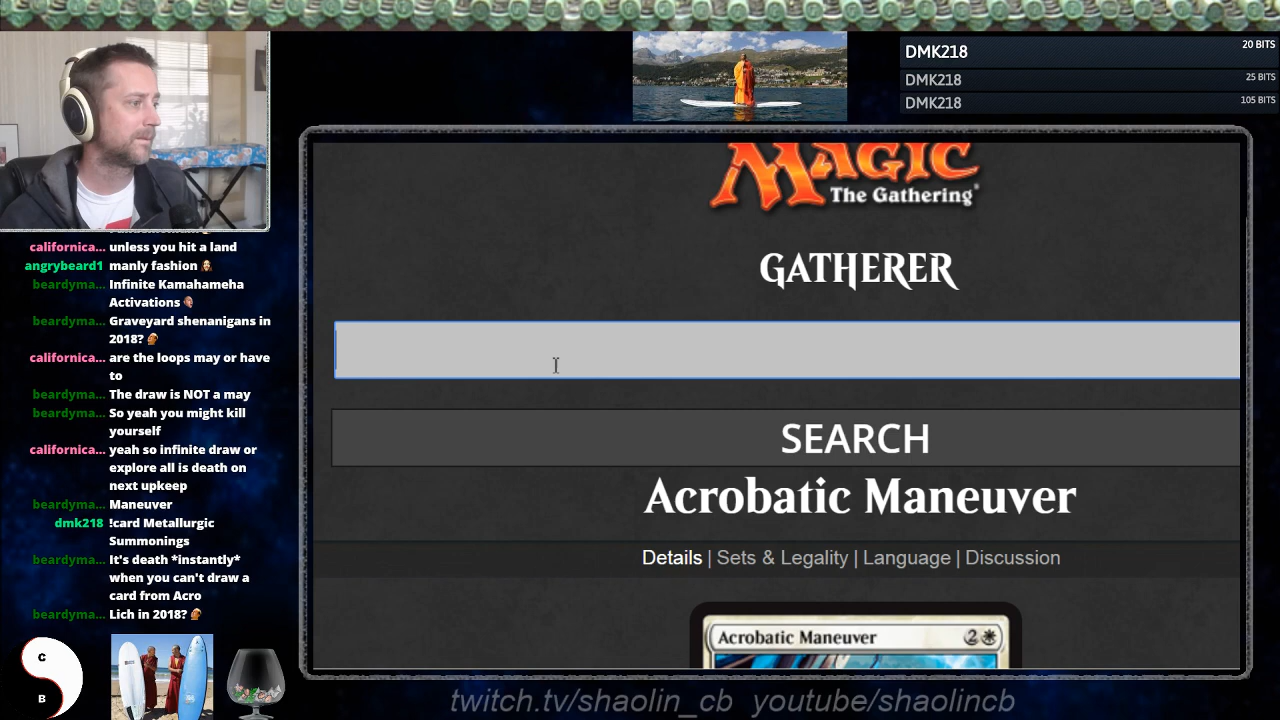 DMK218 20 BITS
DMK218 25 BITS
DMK218 105 BITS
californica... unless you hit a land
angrybeard1 manly fashion
beardyma... Infinite Kamahameha
Activations
beardyma... Graveyard shenanigans in
2018?
californica... are the loops may or have
to
beardyma... The draw is NOT a may
beardyma... So yeah you might kill
yourself
californica... yeah so infinite draw or
explore all is death on
next upkeep
beardyma... Maneuver
dmk218 !card Metallurgic
Summonings
beardyma... It's death *instantly*
when you can't draw a
card from Acro
beardyma... Lich in 2018?
C
B
MAGIC
The Gathering®
GATHERER
SEARCH
Acrobatic Maneuver
Details | Sets & Legality | Language | Discussion
Acrobatic Maneuver 2
twitch.tv/shaolin_cb youtube/shaolincb